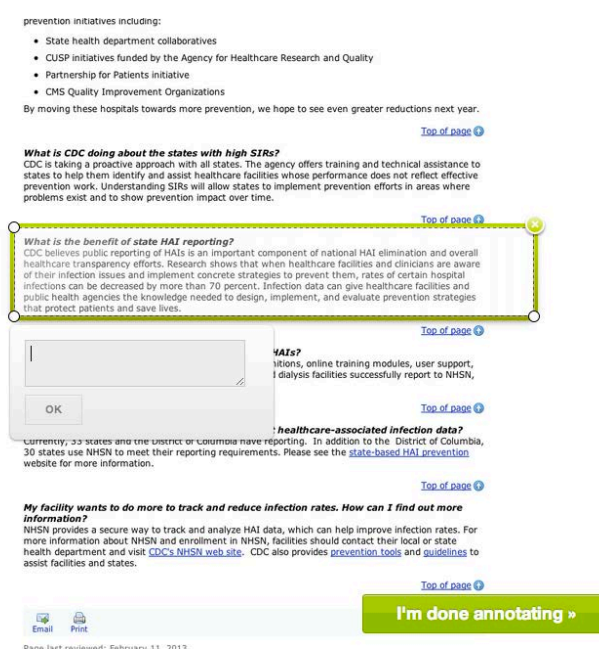 prevention initiatives including:
• State health department collaboratives
• CUSP initiatives funded by the Agency for Healthcare Research and Quality
• Partnership for Patients initiative
• CMS Quality Improvement Organizations
By moving these hospitals towards more prevention, we hope to see even greater reductions next year.
Top of page
What is CDC doing about the states with high SIRs?
CDC is taking a proactive approach with all states. The agency offers training and technical assistance to
states to help them identify and assist healthcare facilities whose performance does not reflect effective
prevention work. Understanding SIRs will allow states to implement prevention efforts in areas where
problems exist and to show prevention impact over time.
Top of page
What is the benefit of state HAI reporting?
CDC believes public reporting of HAIs is an important component of national HAI elimination and overall
healthcare transparency efforts. Research shows that when healthcare facilities and clinicians are aware
of their infection issues and implement concrete strategies to prevent them, rates of certain hospital
infections can be decreased by more than 70 percent. Infection data can give healthcare facilities and
public health agencies the knowledge needed to design, implement, and evaluate prevention strategies
that protect patients and save lives.
Top of page
HAIs?
nitions, online training modules, user support,
dialysis facilities successfully report to NHSN,
OK
Top of page
healthcare-associated infection data?
Currently, 33 states and the District of Columbia have reporting. In addition to the District of Columbia,
30 states use NHSN to meet their reporting requirements. Please see the state-based HAI prevention
website for more information.
Top of page
My facility wants to do more to track and reduce infection rates. How can I find out more
information?
NHSN provides a secure way to track and analyze HAI data, which can help improve infection rates. For
more information about NHSN and enrollment in NHSN, facilities should contact their local or state
health department and visit CDC's NHSN web site. CDC also provides prevention tools and guidelines to
assist facilities and states.
Top of page
I'm done annotating »
Email Print
Page last reviewed: February 11, 2013